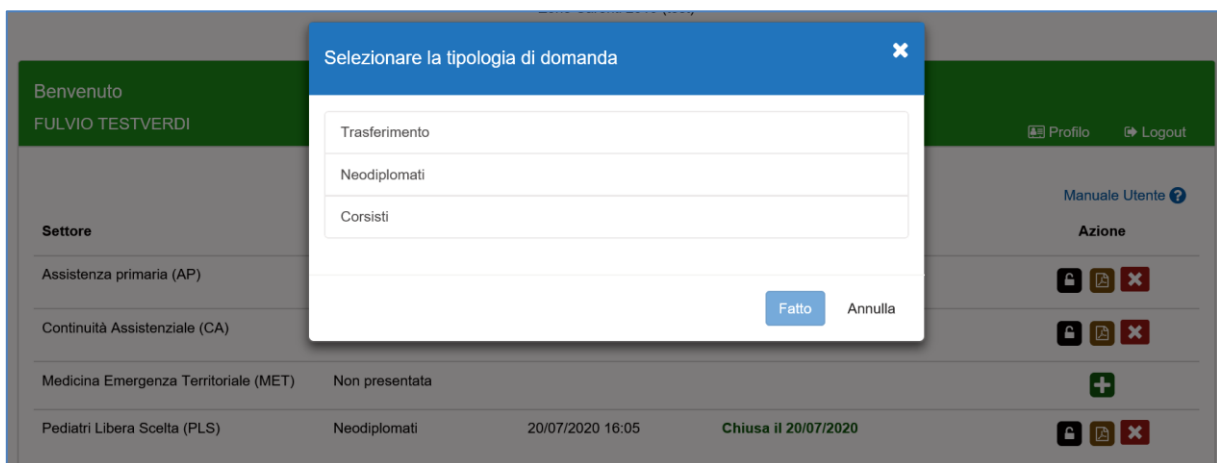 Selezionare la tipologia di domanda
Benvenuto
FULVIO TESTVERDI
Trasferimento
Profilo Logout
Neodiplomati
Manuale Utente
Corsisti
Settore Azione
Assistenza primaria (AP)
Fatto Annulla
Continuità Assistenziale (CA)
Medicina Emergenza Territoriale (MET) Non presentata
Pediatri Libera Scelta (PLS) Neodiplomati 20/07/2020 16:05 Chiusa il 20/07/2020